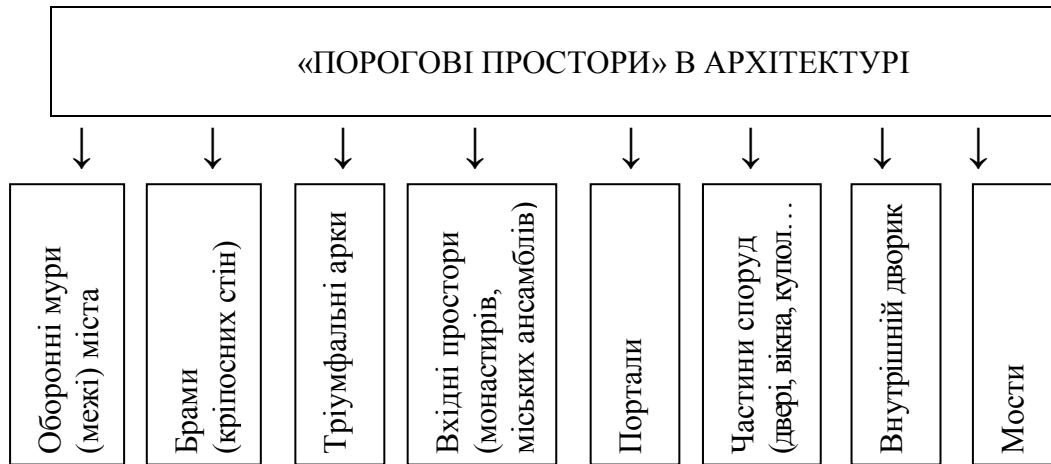 «ПОРОГОВІ ПРОСТОРИ» В АРХІТЕКТУРІ
Оборонні мури
(межі) міста
Брами
(кріпосних стін)
Тріумфальні арки
Вхідні простори
(монастирів,
міських ансамблів)
Портали
Частини споруд
(двері, вікна, купол…
Внутрішній дворик
Мости